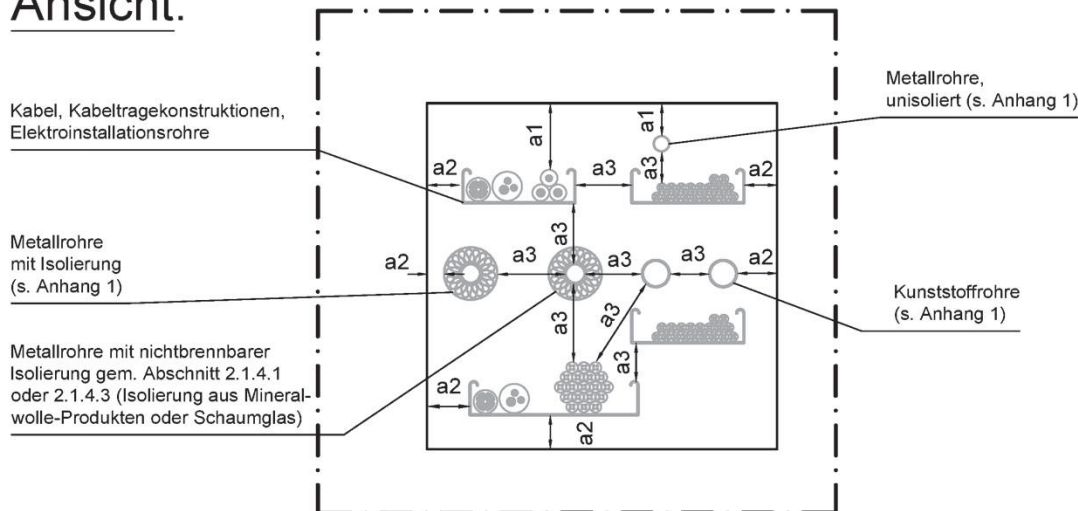 Ansicht:
Kabel, Kabeltragekonstruktionen,
Elektroinstallationsrohre
Metallrohre,
unisoliert (s. Anhang 1)
a1
a1
a3
a2
a3
a2
a3
Metallrohre
mit Isolierung
(s. Anhang 1)
a2
a3
a3
a3
a2
Kunststoffrohre
(s. Anhang 1)
a3
a3
a3
Metallrohre mit nichtbrennbarer
Isolierung gem. Abschnitt 2.1.4.1
oder 2.1.4.3 (Isolierung aus Mineral-
wolle-Produkten oder Schaumglas)
a2
a2